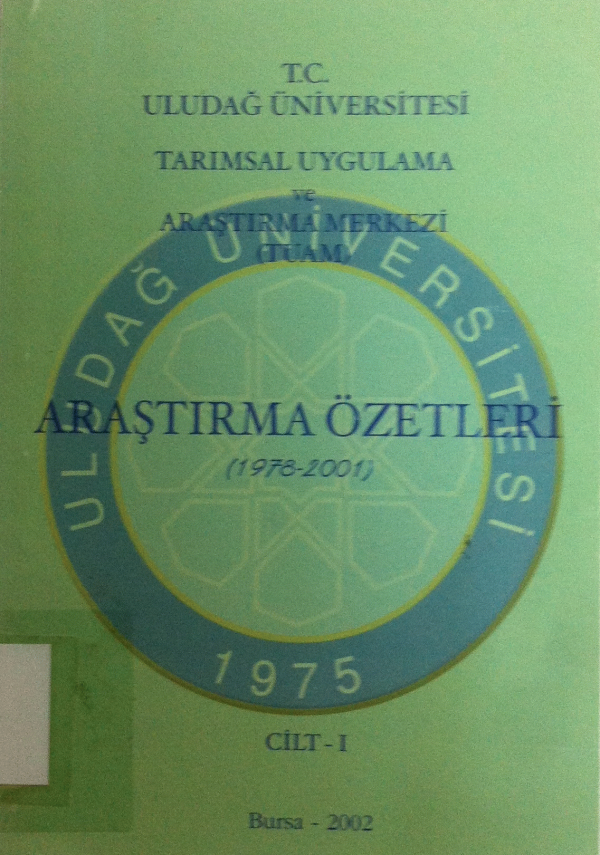 T.C.
ULUDAĞ ÜNİVERSİTESİ
TARIMSAL UYGULAMA
ve
ARAŞTIRMA MERKEZİ
(TUAM)
ULUDAĞ ÜNİVERSİTESİ
ARAŞTIRMA ÖZETLERİ
(1978-2001)
1975
CİLT - I
Bursa - 2002